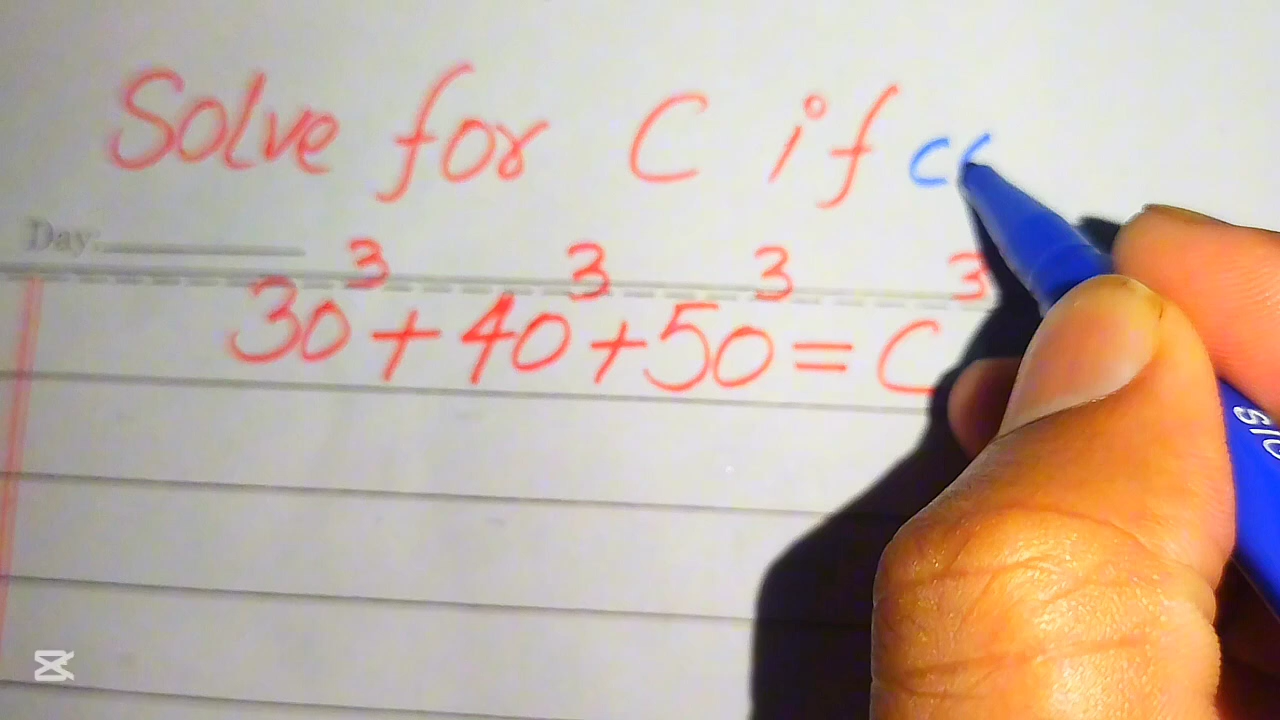 Solve for C if
Day:
30³ + 40³ + 50³ = C³